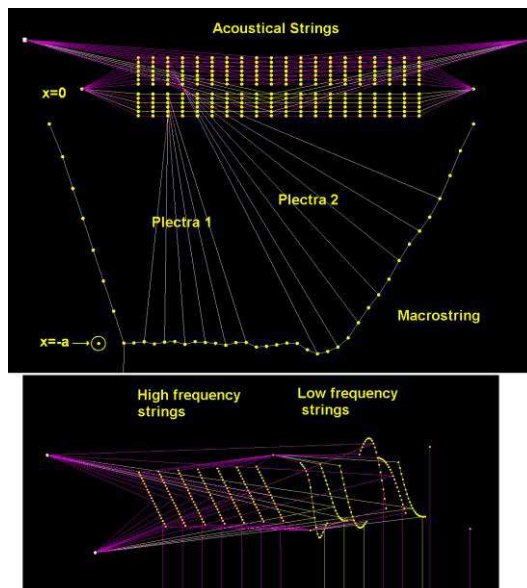 Acoustical Strings
x=0
Plectra 1
Plectra 2
Macrostring
x=-a
High frequency
strings
Low frequency
strings